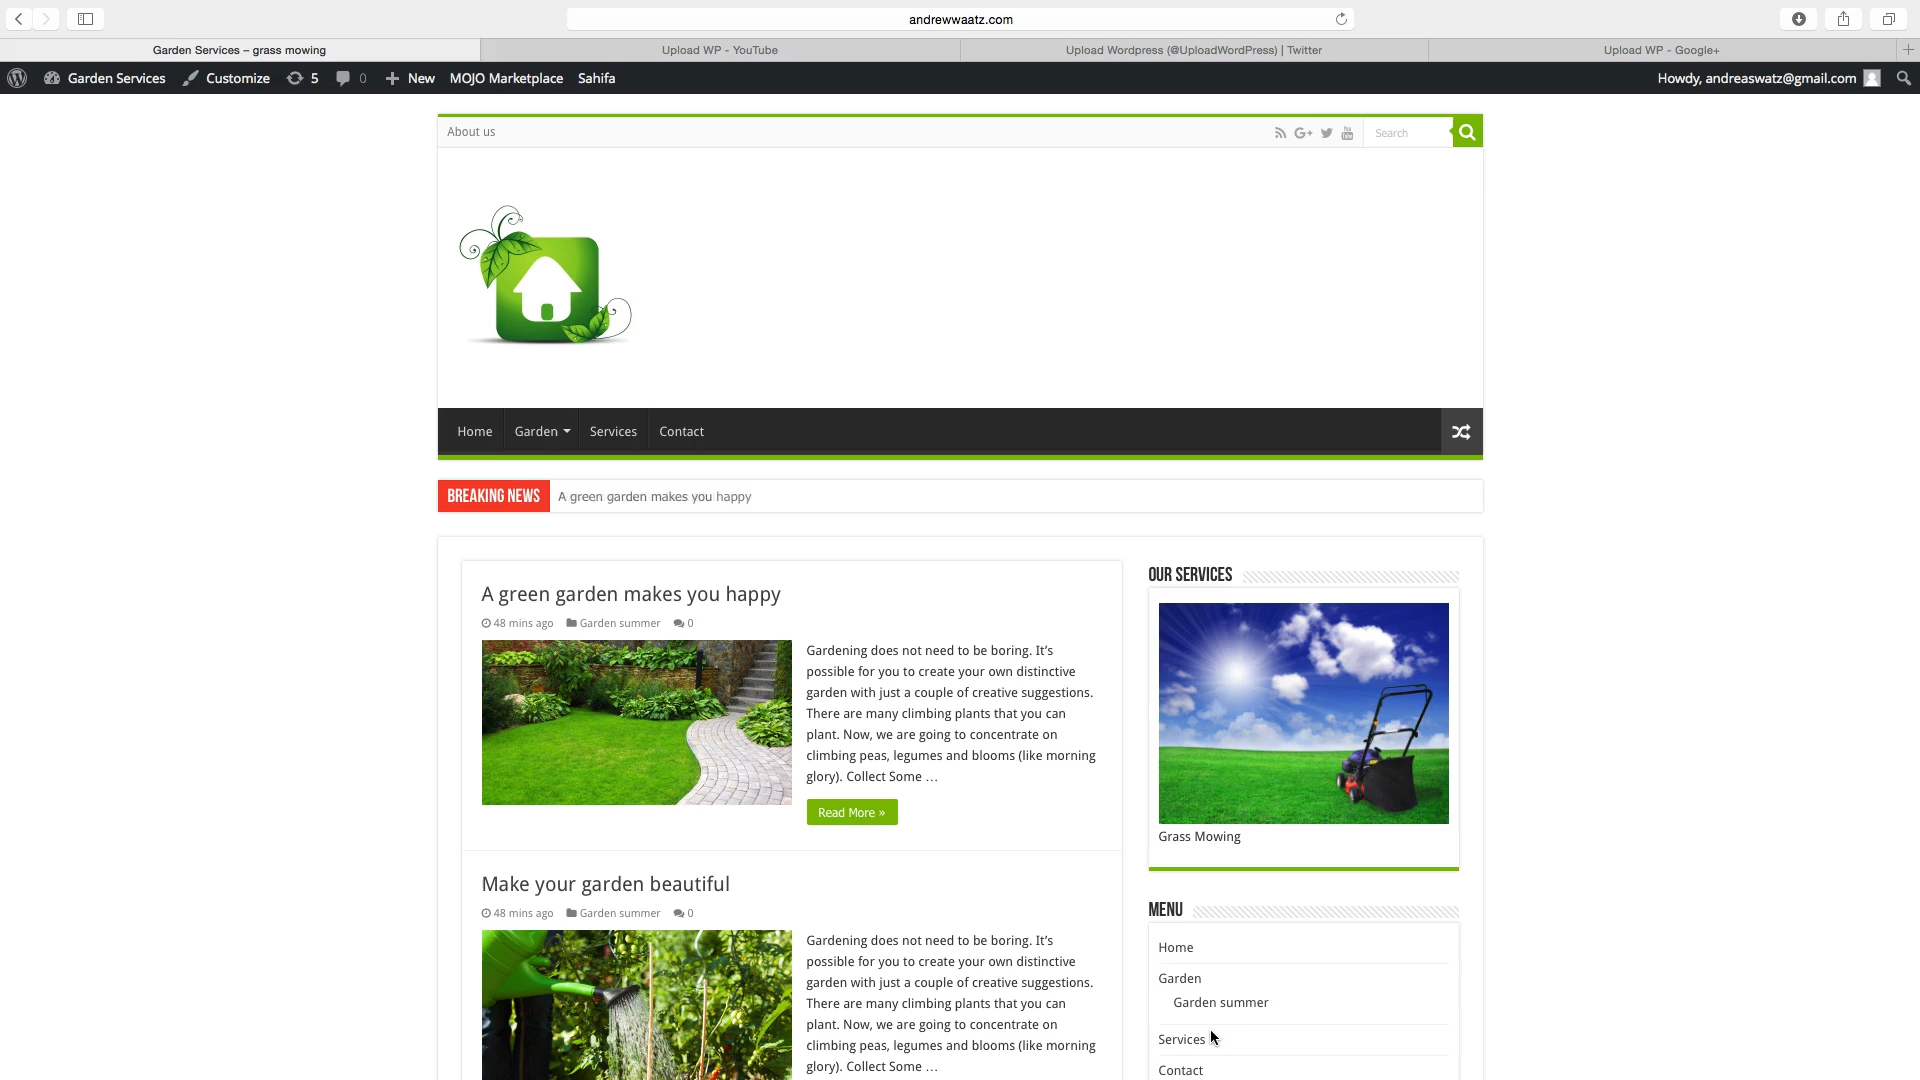 andrewwaatz.com
Garden Services – grass mowing
Upload WP - YouTube
Upload Wordpress (@UploadWordPress) | Twitter
Upload WP - Google+
Garden Services
Customize
5
0
New
MOJO Marketplace
Sahifa
Howdy, andreaswatz@gmail.com
About us
G+
You Tube
Search
Home
Garden
Services
Contact
BREAKING NEWS
A green garden makes you happy
A green garden makes you happy
48 mins ago
Garden summer
0
Gardening does not need to be boring. It’s
possible for you to create your own distinctive
garden with just a couple of creative suggestions.
There are many climbing plants that you can
plant. Now, we are going to concentrate on
climbing peas, legumes and blooms (like morning
glory). Collect Some …
Read More »
Make your garden beautiful
48 mins ago
Garden summer
0
Gardening does not need to be boring. It’s
possible for you to create your own distinctive
garden with just a couple of creative suggestions.
There are many climbing plants that you can
plant. Now, we are going to concentrate on
climbing peas, legumes and blooms (like morning
glory). Collect Some …
OUR SERVICES
Grass Mowing
MENU
Home
Garden
Garden summer
Services
Contact